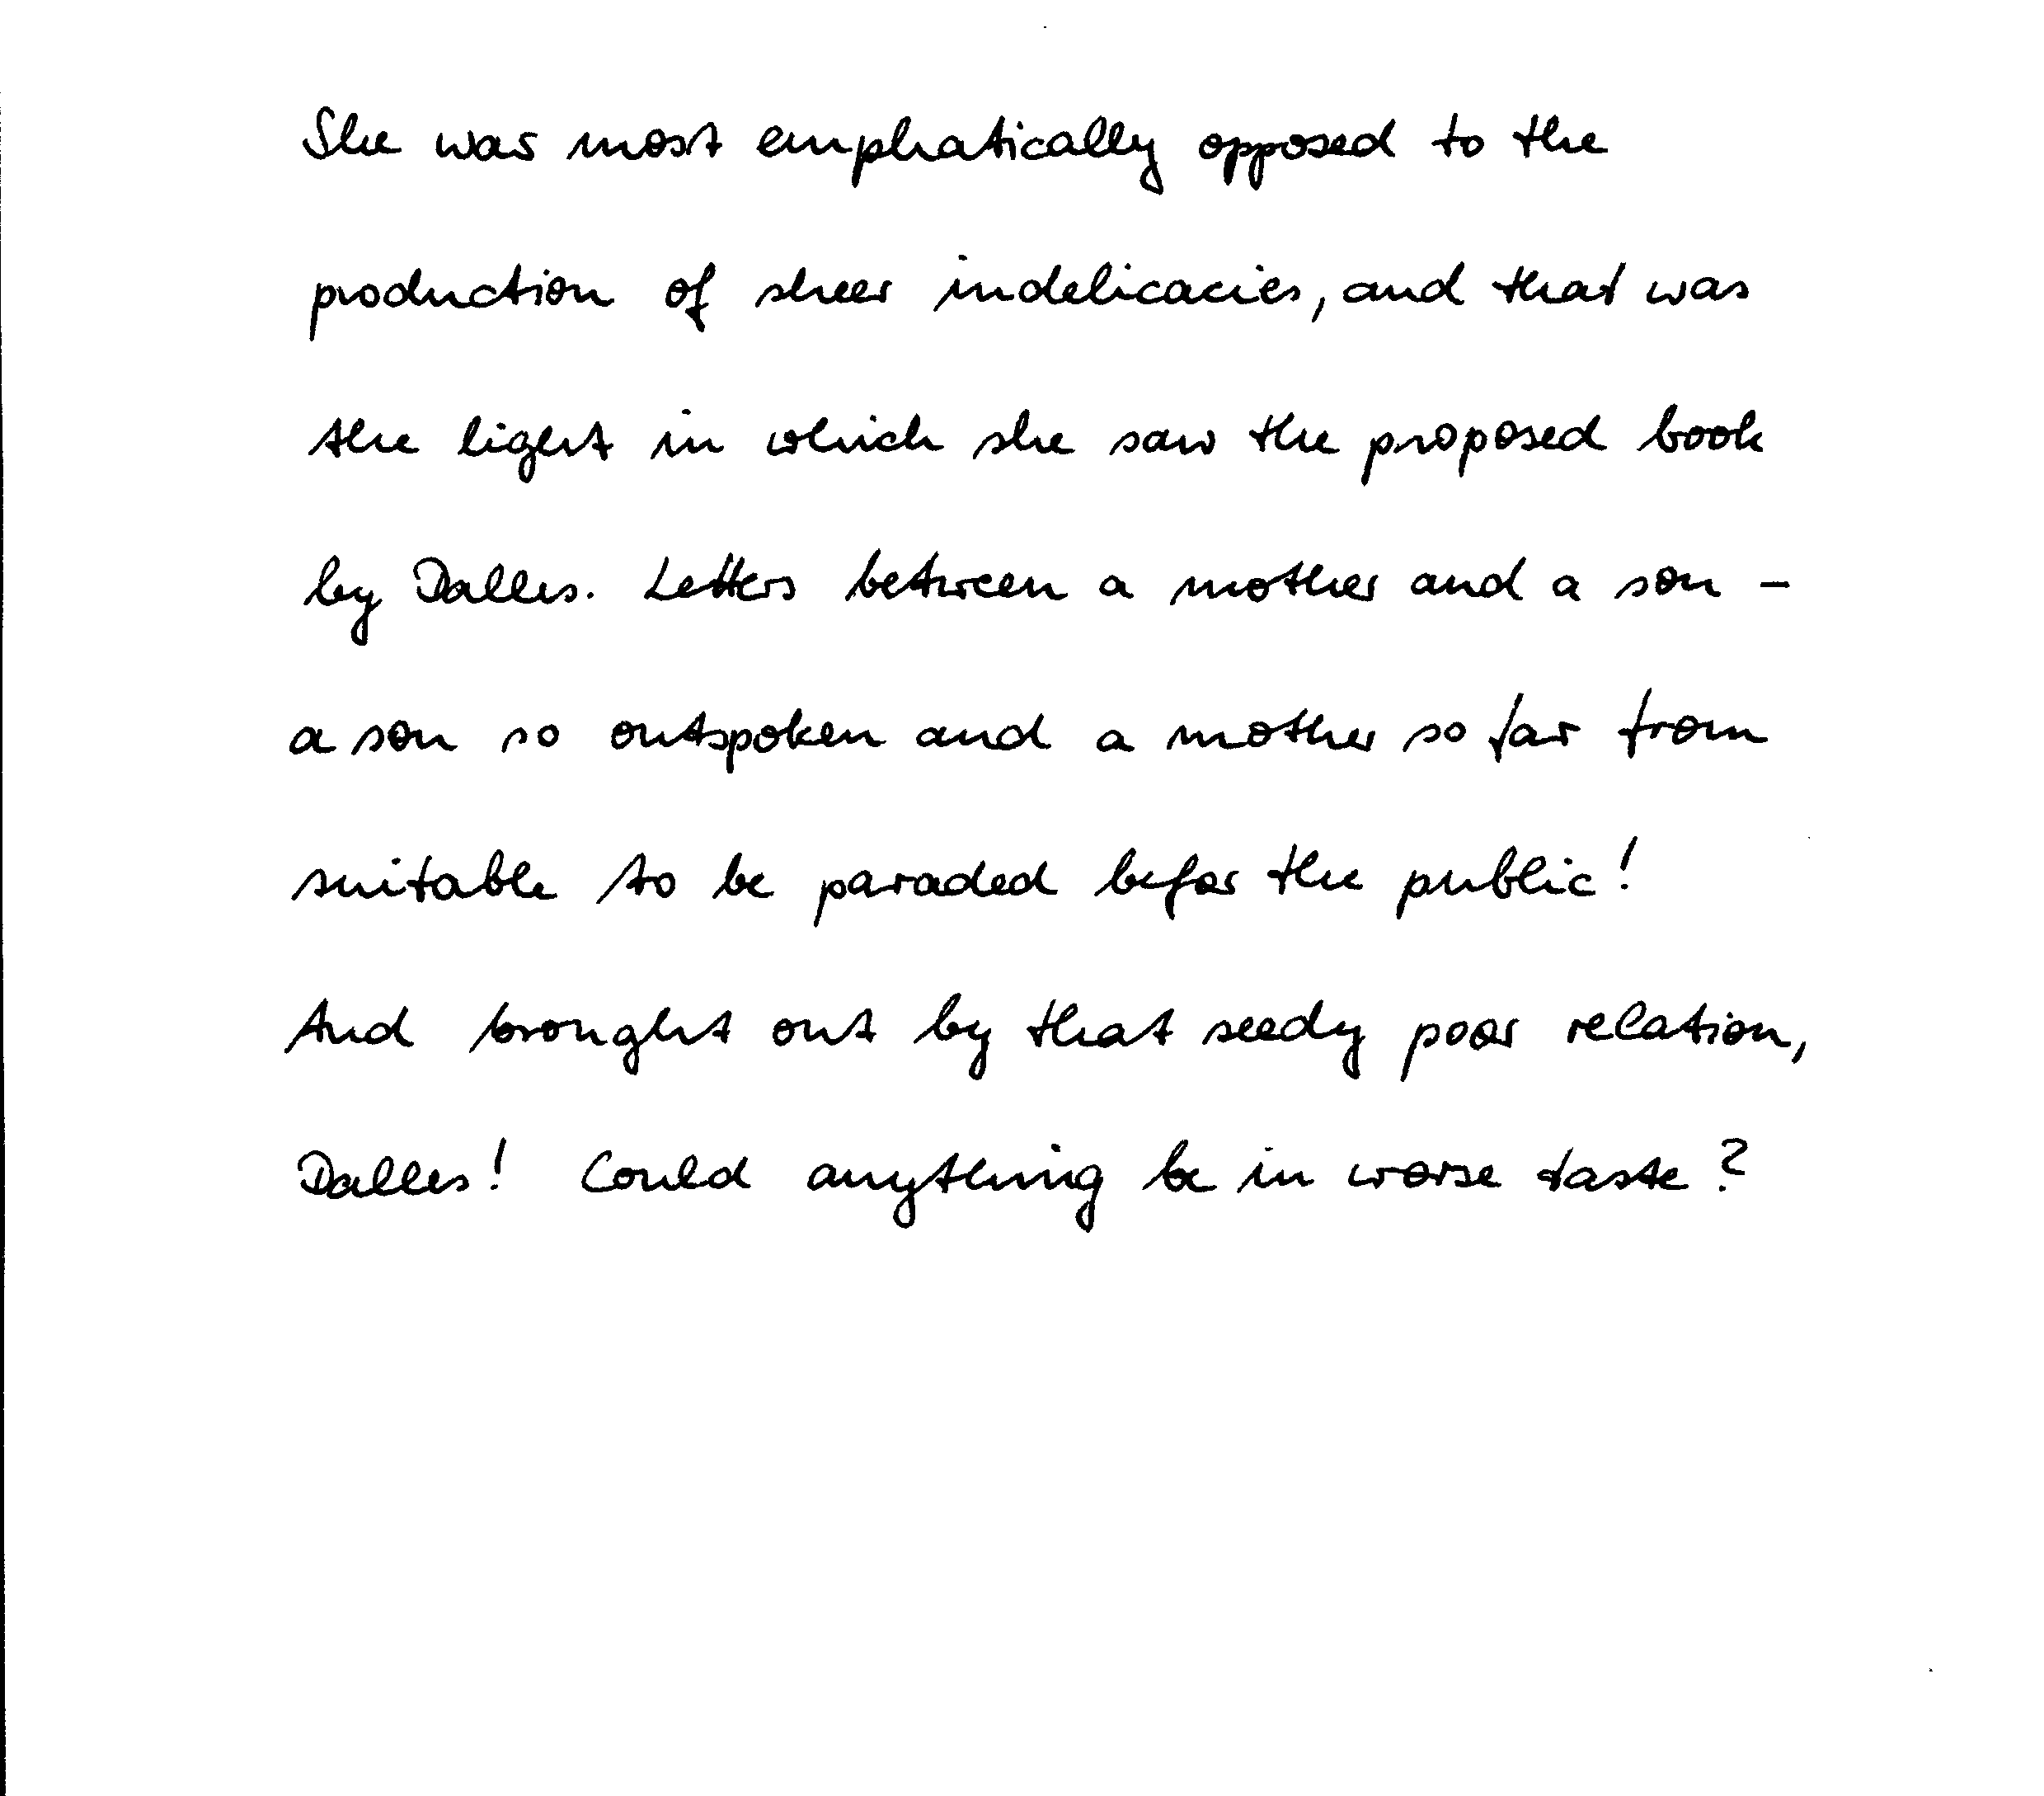 She was most emphatically opposed to the
production of sheer indelicacies, and that was
the light in which she saw the proposed book
by Dalles. Letters between a mother and a son -
a son so outspoken and a mother so far from
suitable to be paraded befor the public!
And brought out by that seedy poor relation,
Dalles! Could anything be in worse taste?